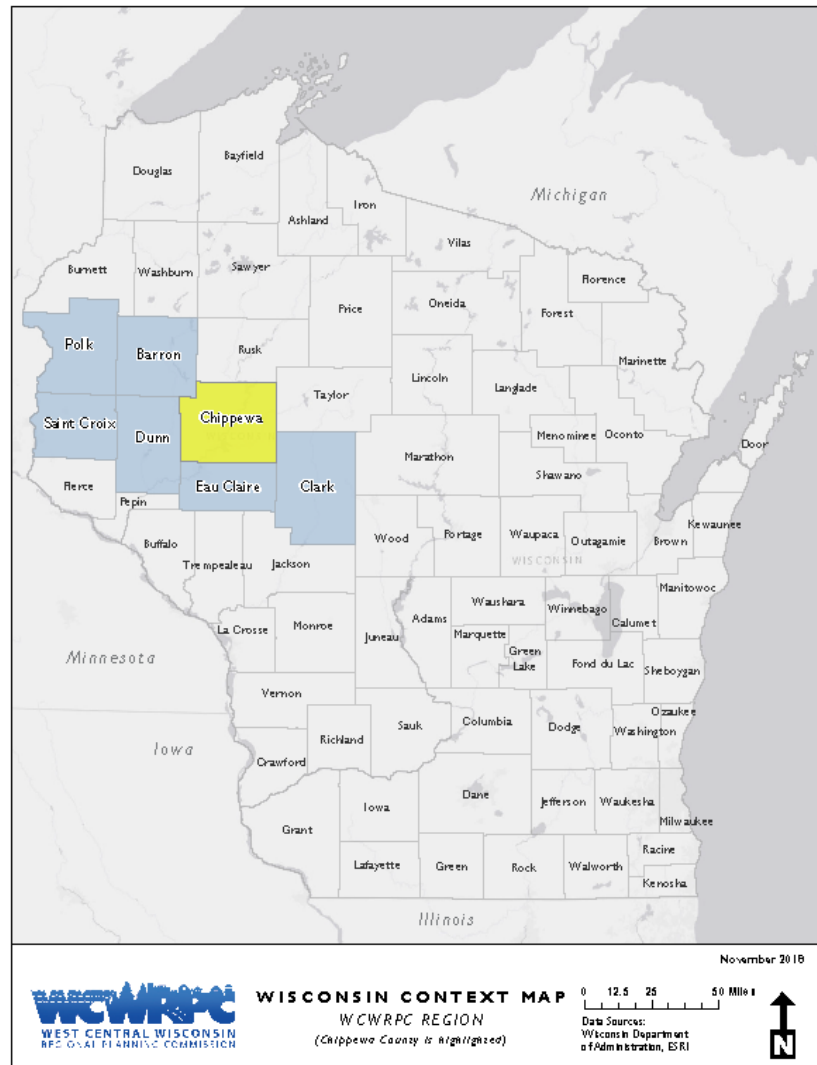 Michigan
Douglas
Bayfield
Ashland
Iron
Vilas
Burnett
Washburn
Sawyer
Florence
Price
Oneida
Forest
Polk
Barron
Rusk
Marinette
Lincoln
Langlade
Taylor
Saint Croix
Dunn
Chippewa
Menominee
Oconto
Door
Marathon
Shawano
Pierce
Pepin
Eau Claire
Clark
Kewaunee
Buffalo
Trempealeau
Jackson
Wood
Portage
Waupaca
Outagamie
Brown
WISCONSIN
Manitowoc
Waushara
Winnebago
Calumet
Adams
La Crosse
Monroe
Juneau
Marquette
Green
Lake
Fond du Lac
Sheboygan
Minnesota
Vernon
Iowa
Richland
Sauk
Columbia
Dodge
Ozaukee
Washington
Crawford
Dane
Jefferson
Waukesha
Milwaukee
Grant
Iowa
Racine
Lafayette
Green
Rock
Walworth
Kenosha
Illinois
November 2018
WCWRPC
WEST CENTRAL WISCONSIN
REGIONAL PLANNING COMMISSION
WISCONSIN CONTEXT MAP
WCWRPC REGION
(Chippewa County is highlighted)
0 12.5 25 50 Miles
Data Sources:
Wisconsin Department
of Administration, ESRI
N